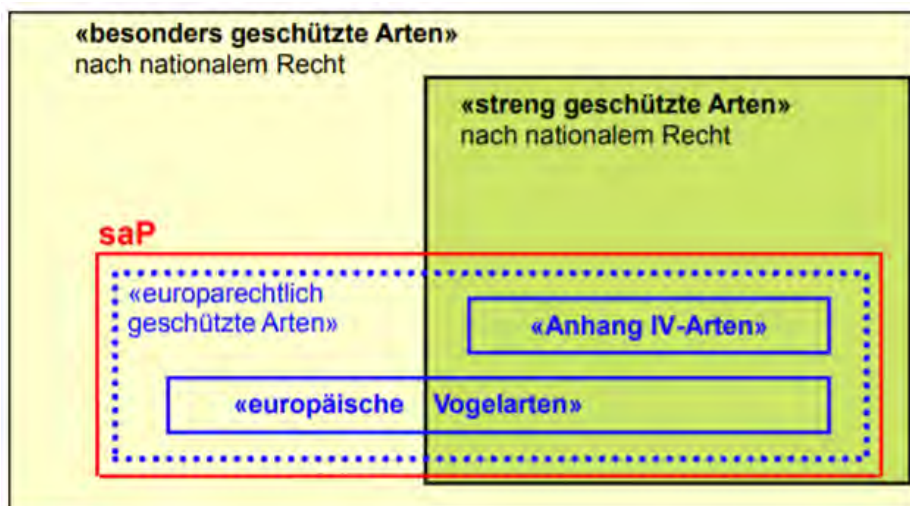 «besonders geschützte Arten»
nach nationalem Recht
«streng geschützte Arten»
nach nationalem Recht
saP
«europarechtlich
geschützte Arten»
«Anhang IV-Arten»
«europäische Vogelarten»